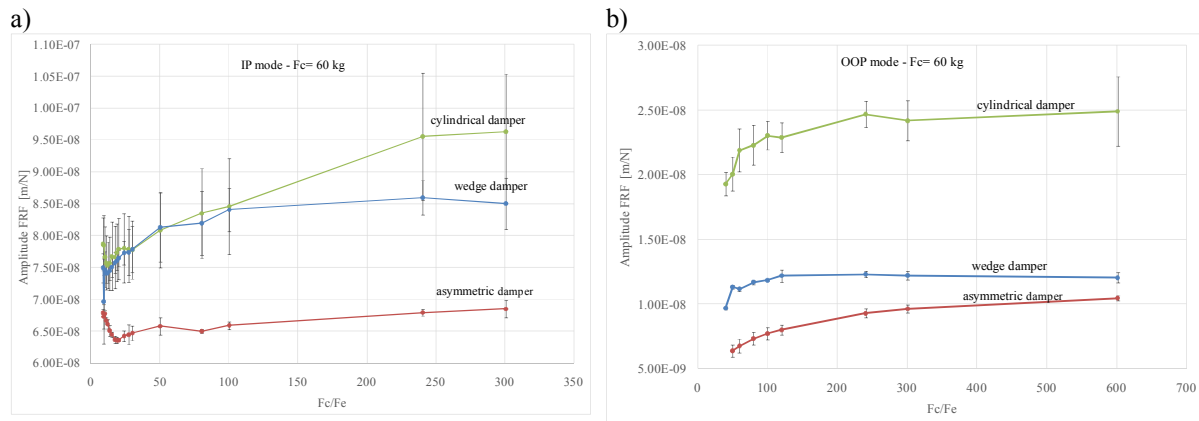 a)
IP mode - Fc= 60 kg
1.10E-07
1.05E-07
1.00E-07
9.50E-08
9.00E-08
8.50E-08
8.00E-08
7.50E-08
7.00E-08
6.50E-08
6.00E-08
Amplitude FRF [m/N]
cylindrical damper
wedge damper
asymmetric damper
0 50 100 150 200 250 300 350
Fc/Fe
b)
OOP mode - Fc= 60 kg
3.00E-08
2.50E-08
2.00E-08
1.50E-08
1.00E-08
5.00E-09
Amplitude FRF [m/N]
cylindrical damper
wedge damper
asymmetric damper
0 100 200 300 400 500 600 700
Fc/Fe